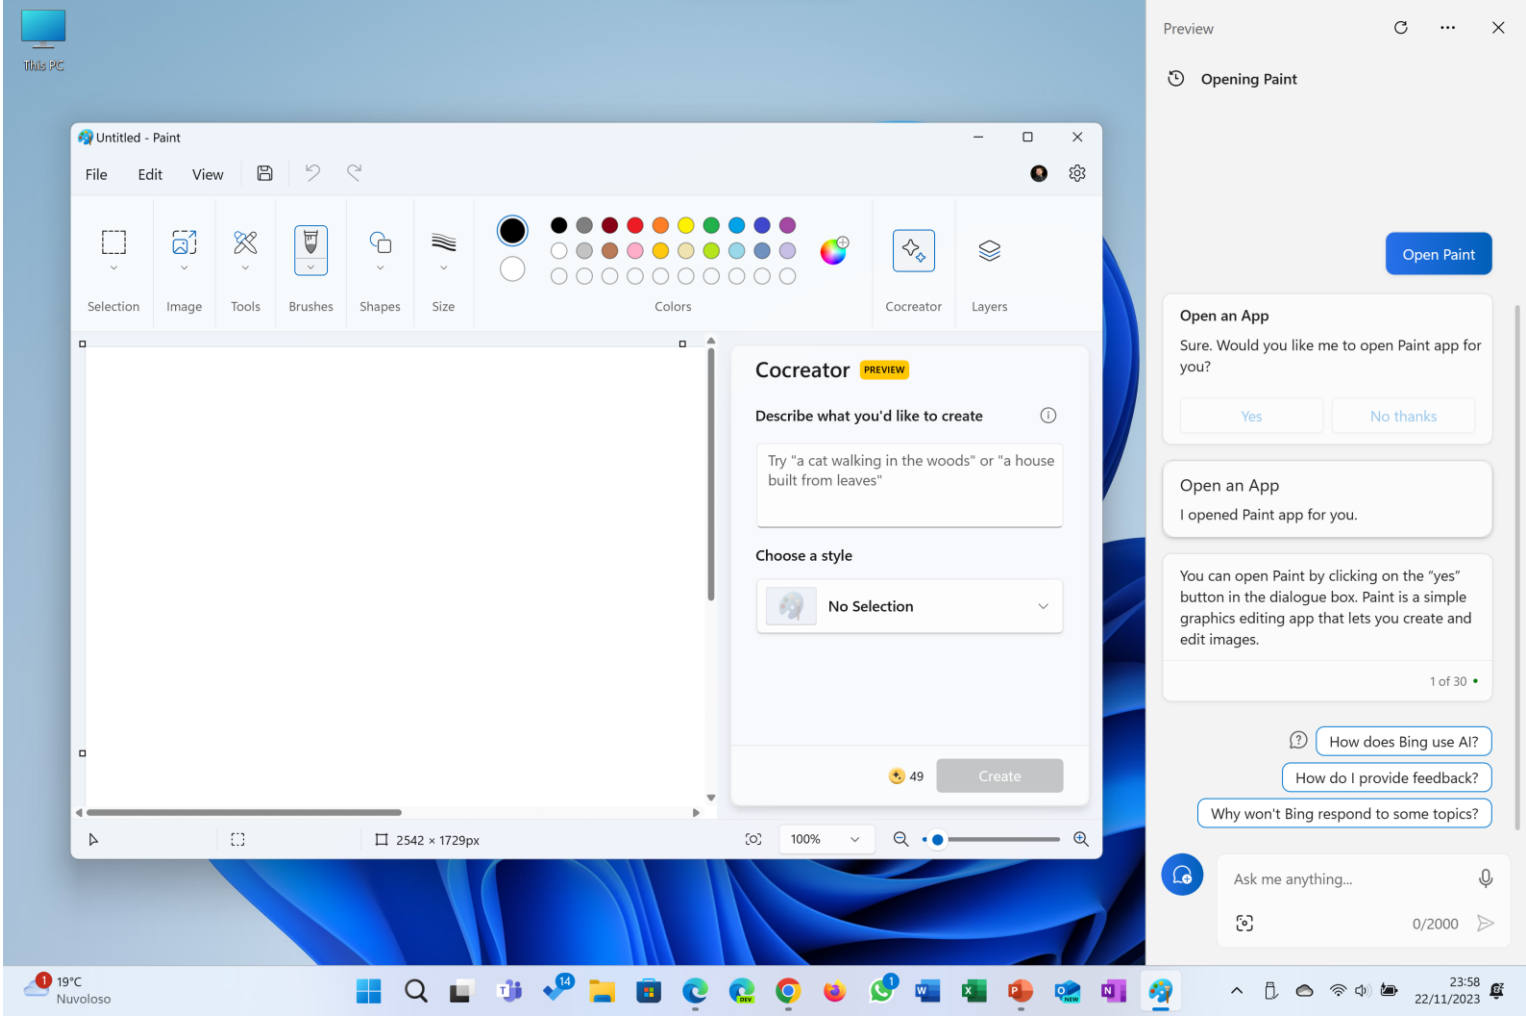 This PC
Untitled - Paint
File Edit View
Selection Image Tools Brushes Shapes Size Colors Cocreator Layers
Cocreator PREVIEW
Describe what you'd like to create
Try "a cat walking in the woods" or "a house
built from leaves"
Choose a style
No Selection
49 Create
2542 × 1729px 100%
Preview
Opening Paint
Open Paint
Open an App
Sure. Would you like me to open Paint app for
you?
Yes No thanks
Open an App
I opened Paint app for you.
You can open Paint by clicking on the “yes”
button in the dialogue box. Paint is a simple
graphics editing app that lets you create and
edit images.
1 of 30
How does Bing use AI?
How do I provide feedback?
Why won't Bing respond to some topics?
Ask me anything...
0/2000
1 19°C
Nuvoloso
14
DEV
1
W
X
P
NEW
N
23:58
22/11/2023